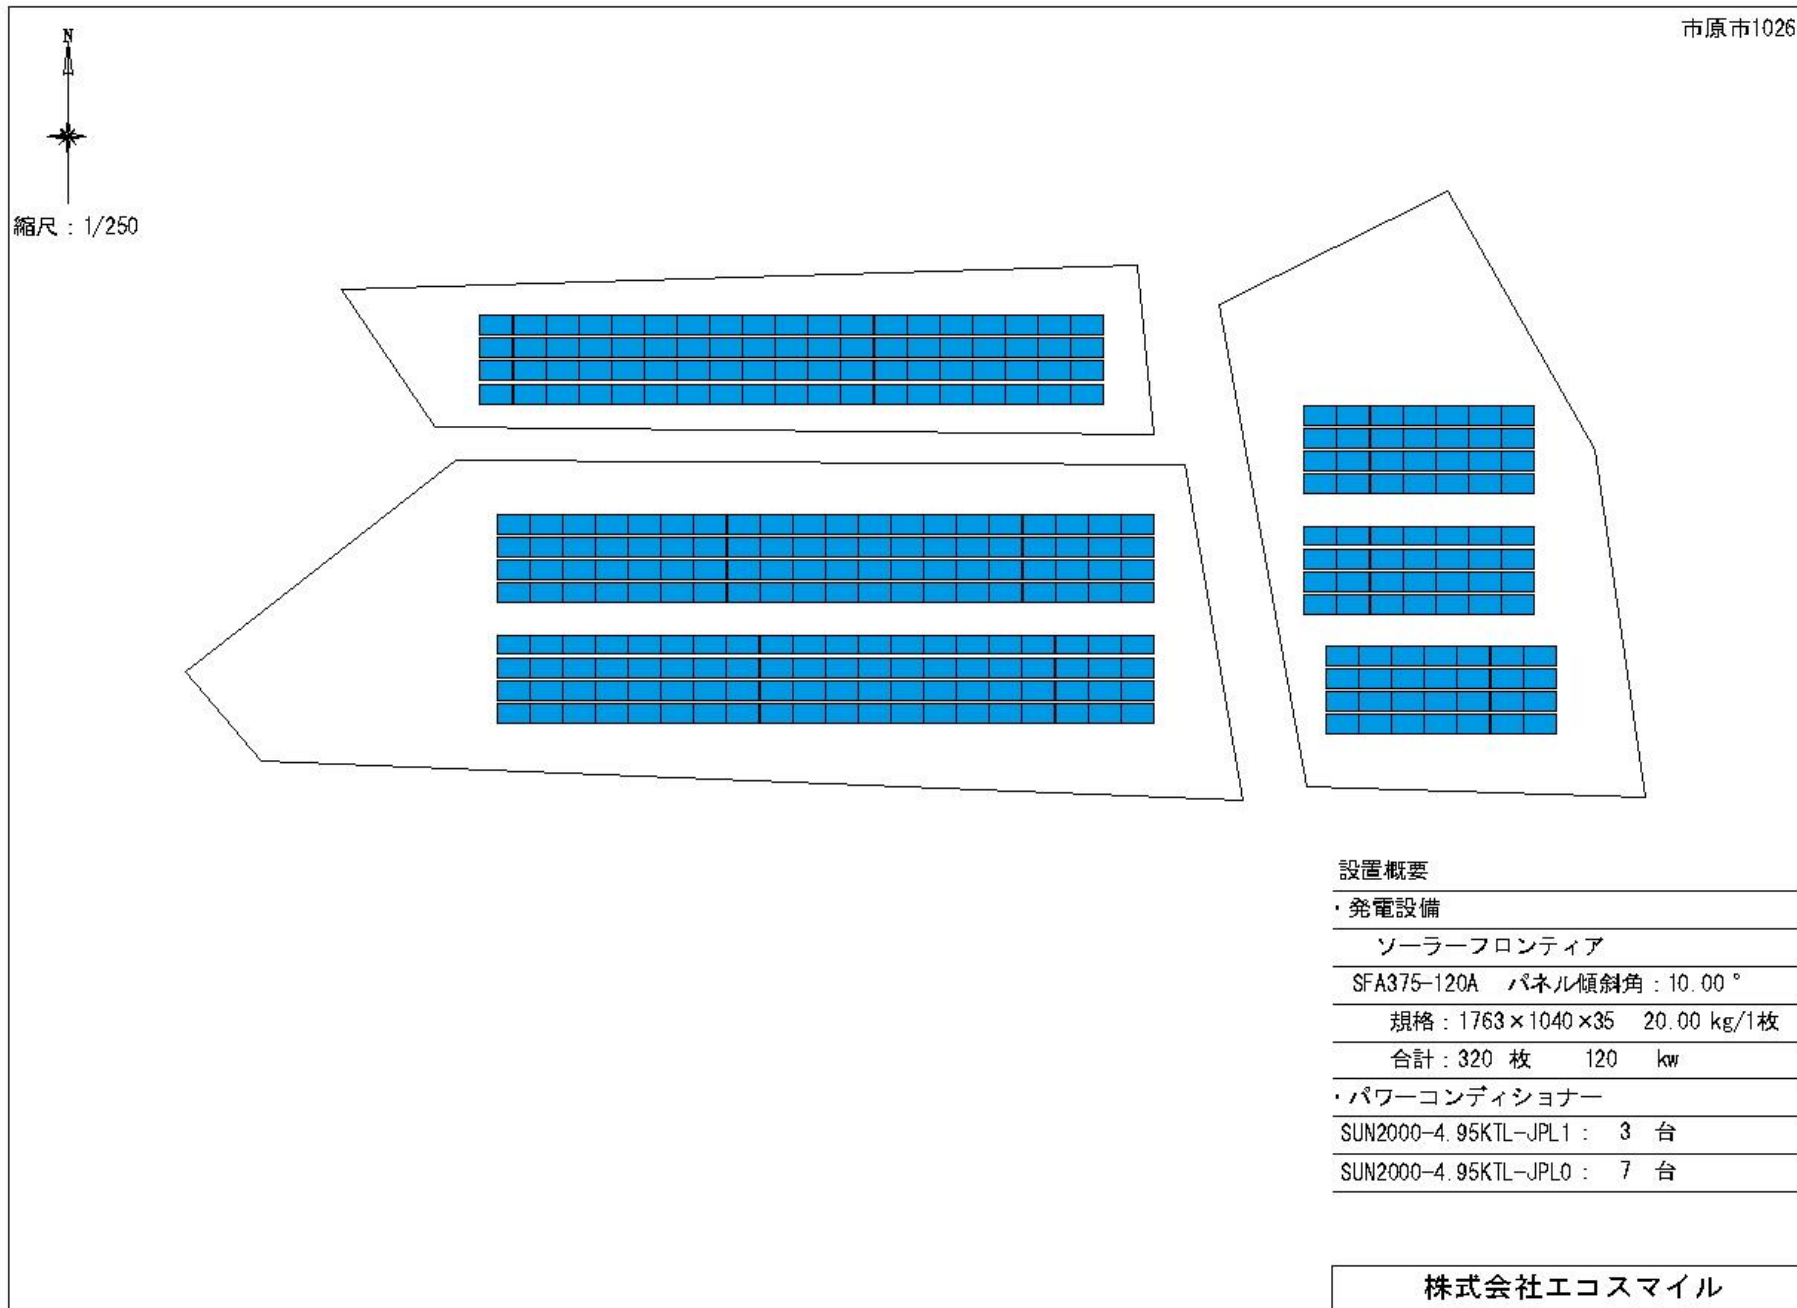 市原市1026
N
縮尺：1/250
設置概要
・発電設備
ソーラーフロンティア
SFA375-120A パネル傾斜角：10.00°
規格：1763×1040×35 20.00 kg/1枚
合計：320 枚 120 kw
・パワーコンディショナー
SUN2000-4.95KTL-JPL1： 3 台
SUN2000-4.95KTL-JPL0： 7 台
株式会社エコスマイル